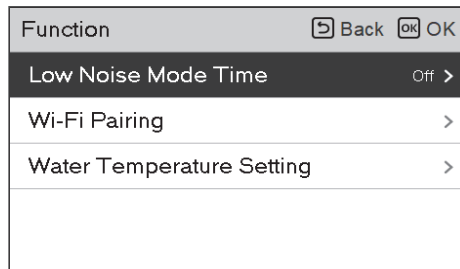 Function Back OK OK
Low Noise Mode Time Off >
Wi-Fi Pairing >
Water Temperature Setting >